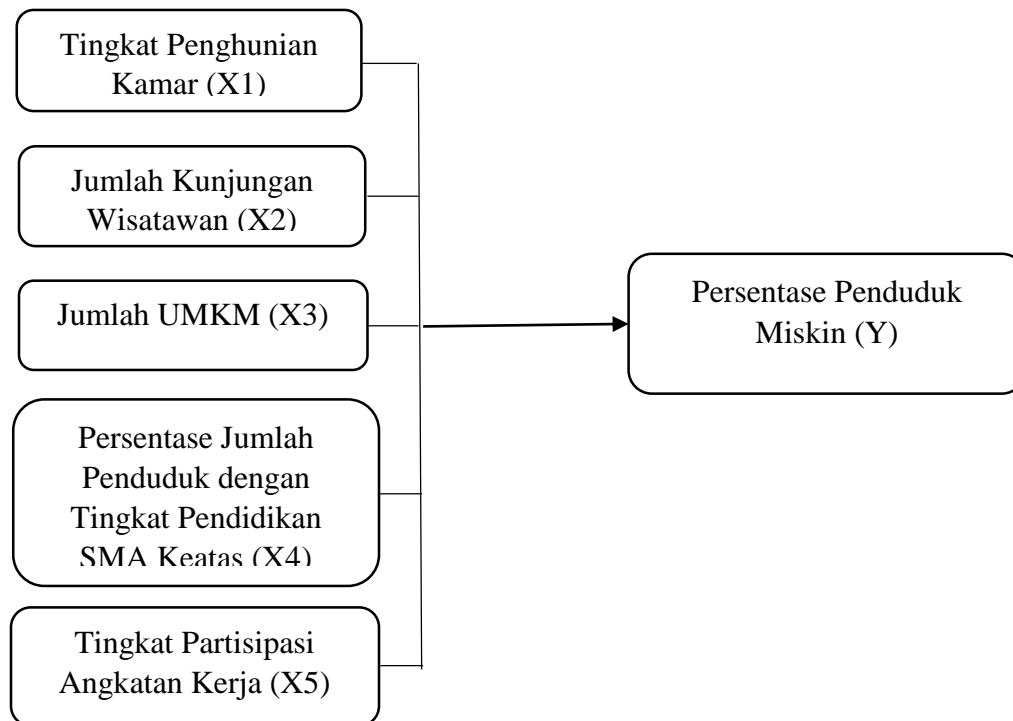 Tingkat Penghunian
Kamar (X1)
Jumlah Kunjungan
Wisatawan (X2)
Jumlah UMKM (X3)
Persentase Jumlah
Penduduk dengan
Tingkat Pendidikan
SMA Keatas (X4)
Tingkat Partisipasi
Angkatan Kerja (X5)
Persentase Penduduk
Miskin (Y)